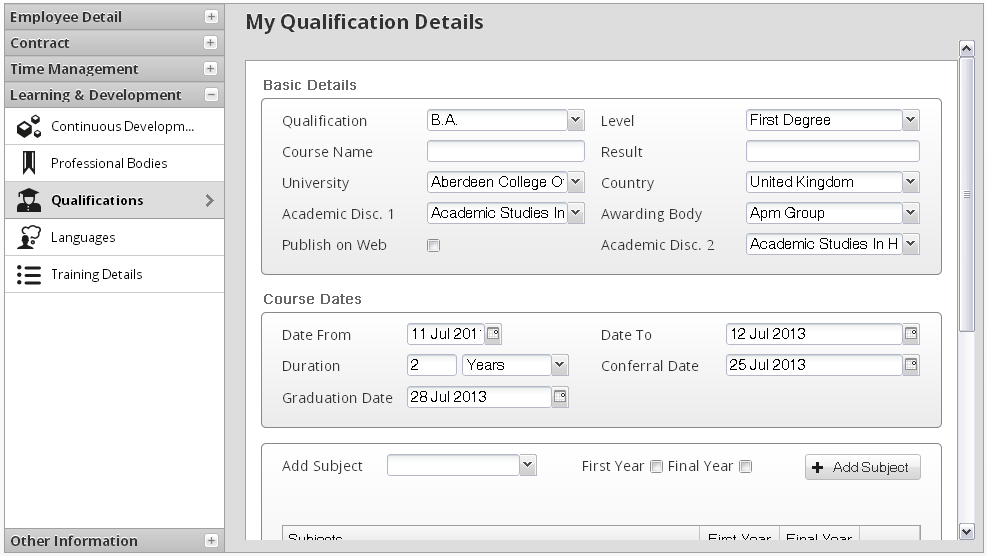 Employee Detail
Contract
Time Management
Learning & Development
Continuous Developm...
Professional Bodies
Qualifications
Languages
Training Details
Other Information
My Qualification Details
Basic Details
Qualification B.A. Level First Degree
Course Name Result
University Aberdeen College O Country United Kingdom
Academic Disc. 1 Academic Studies In Awarding Body Apm Group
Publish on Web Academic Disc. 2 Academic Studies In H
Course Dates
Date From 11 Jul 201 Date To 12 Jul 2013
Duration 2 Years Conferral Date 25 Jul 2013
Graduation Date 28 Jul 2013
Add Subject First Year Final Year Add Subject
Subjects First Year Final Year